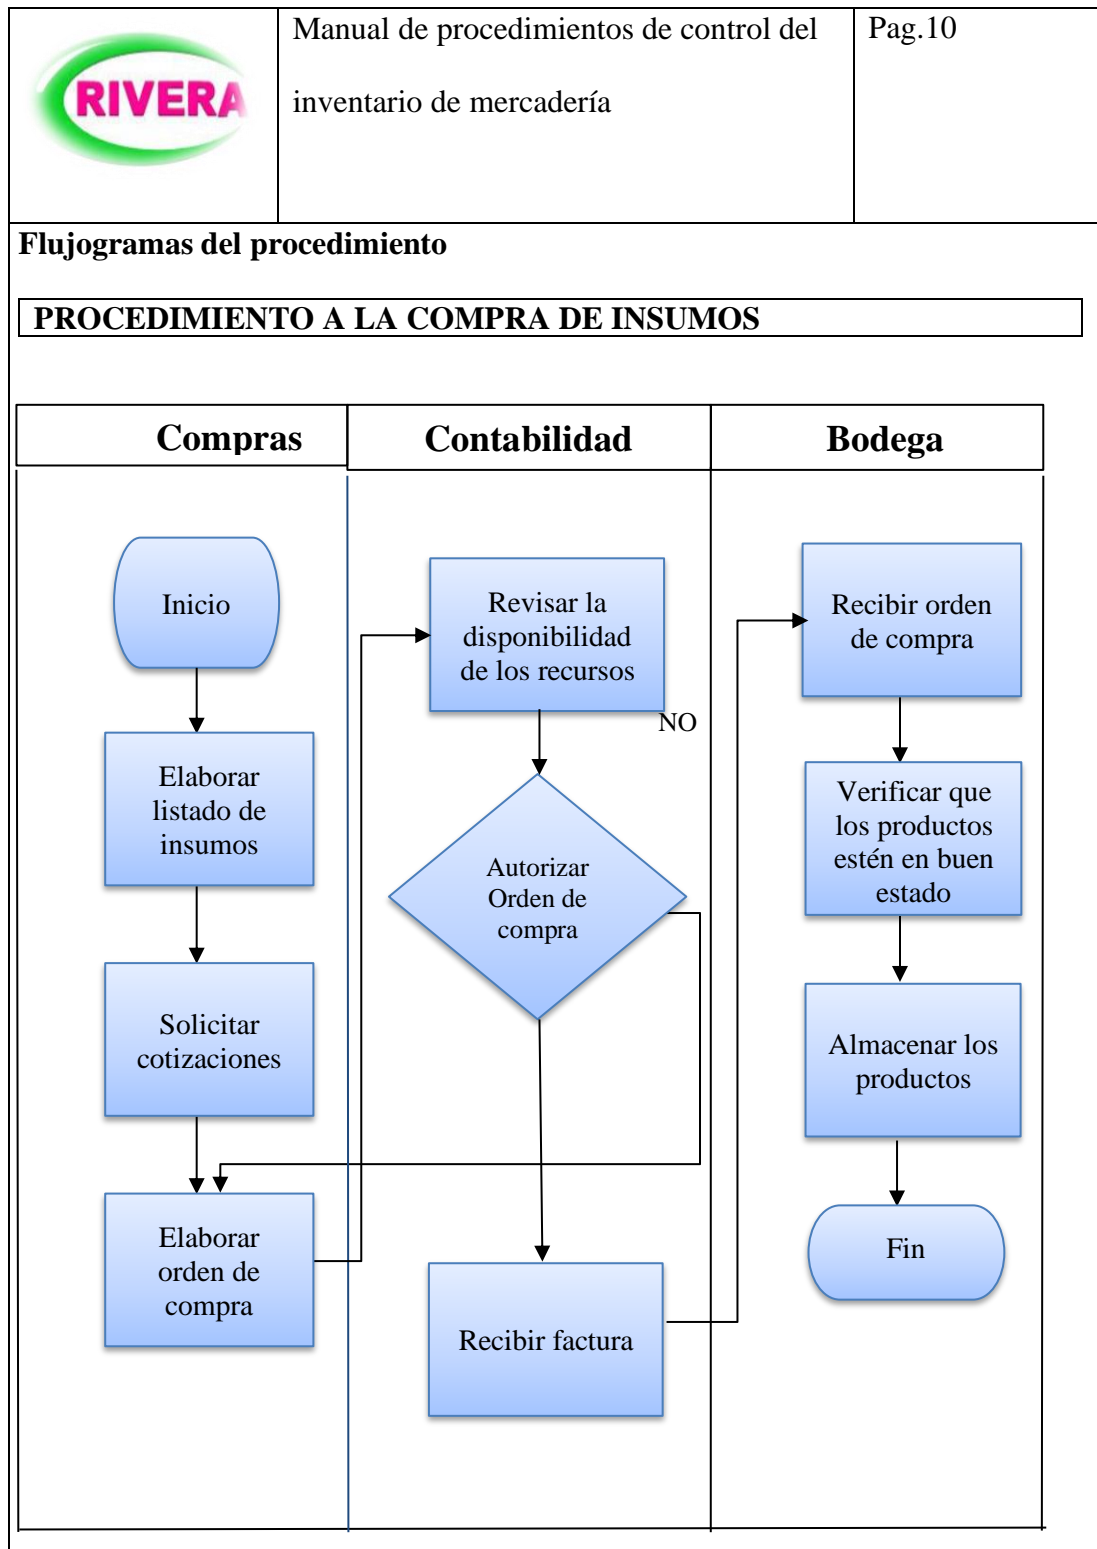 RIVERA
Manual de procedimientos de control del
inventario de mercadería
Pag.10
Flujogramas del procedimiento
PROCEDIMIENTO A LA COMPRA DE INSUMOS
Compras
Contabilidad
Bodega
Inicio
Elaborar
listado de
insumos
Solicitar
cotizaciones
Elaborar
orden de
compra
Revisar la
disponibilidad
de los recursos
NO
Autorizar
Orden de
compra
Recibir factura
Recibir orden
de compra
Verificar que
los productos
estén en buen
estado
Almacenar los
productos
Fin